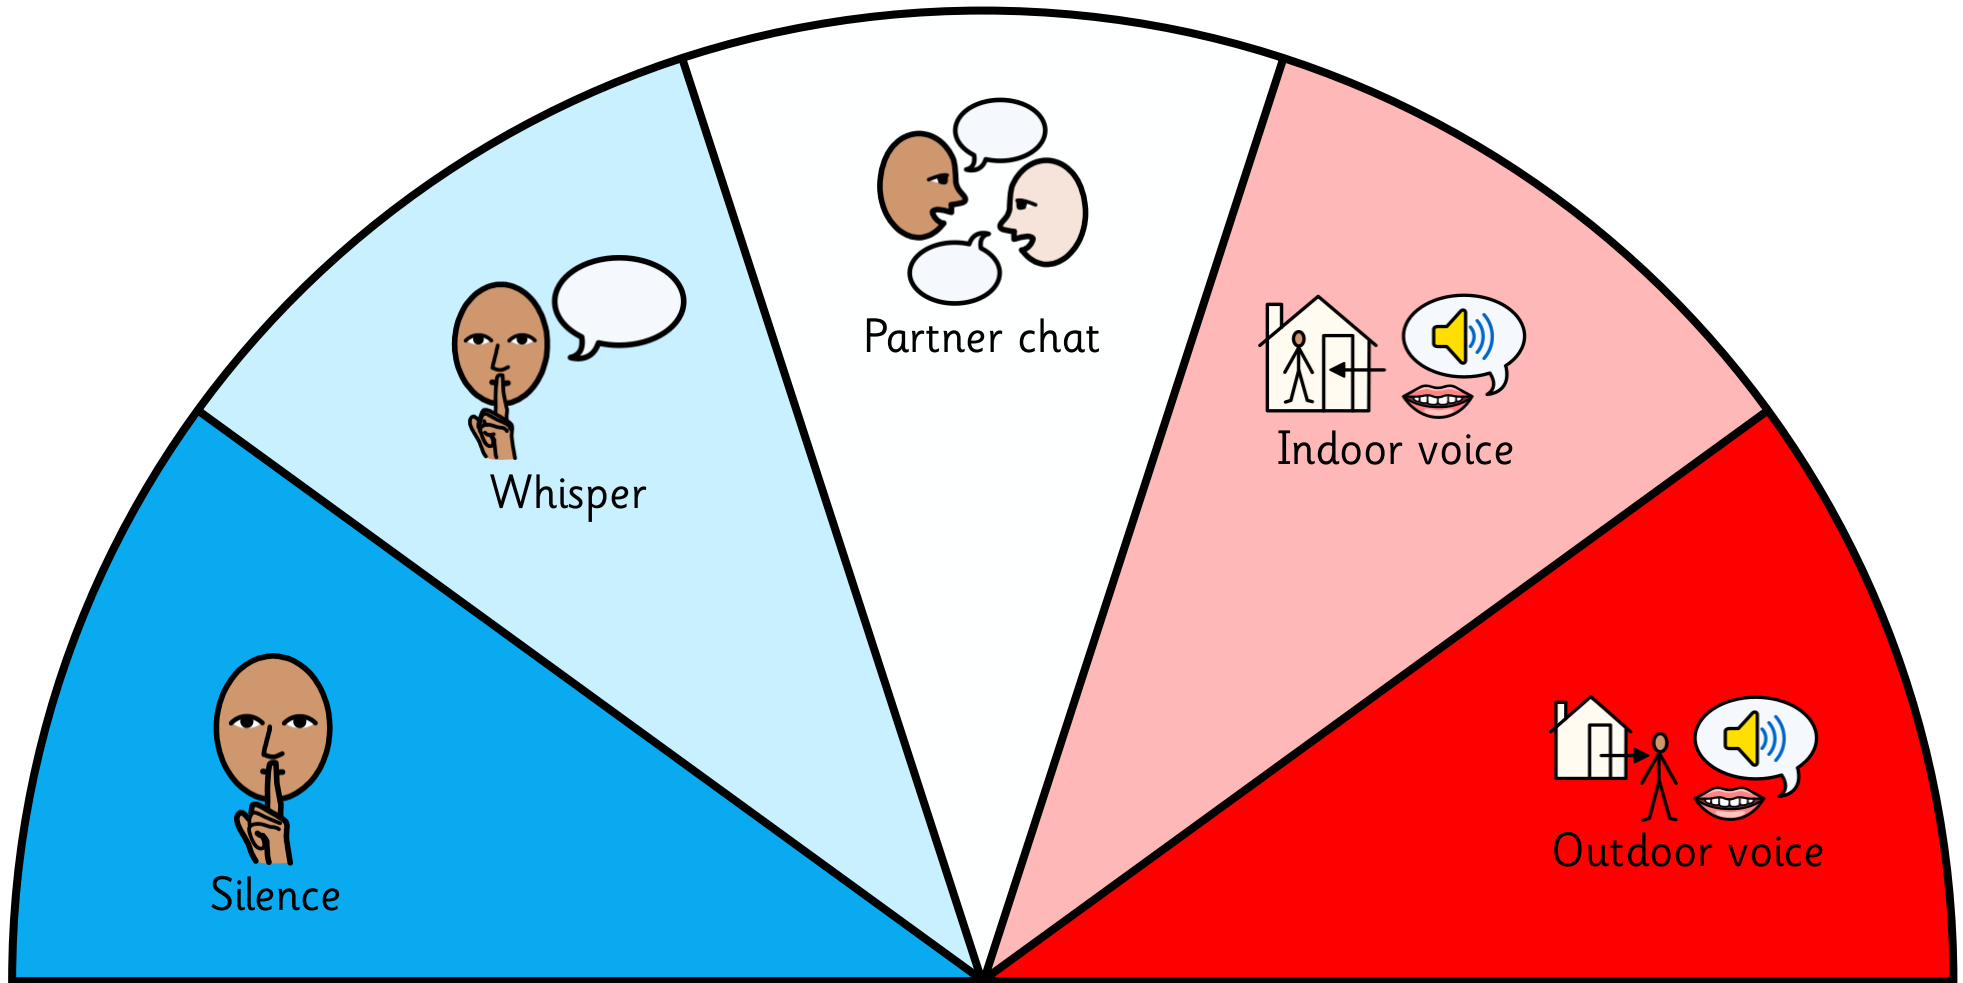 Silence
Whisper
Partner chat
Indoor voice
Outdoor voice